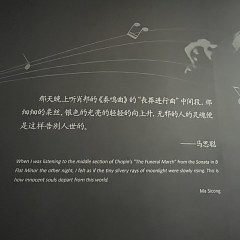 那天晚上听肖邦的《奏鸣曲》的“丧葬进行曲”中间段，那
细细的柔丝，银色的光亮的轻轻的向上升，无邪的人的灵魂便
是这样告别人世的。
——马思聪
When I was listening to the middle section of Chopin's "The Funeral March" from the Sonata in B
Flat Minor the other night, I felt as if the tiny silvery rays of moonlight were slowly rising. This is
how innocent souls depart from this world.
Ma Sicong